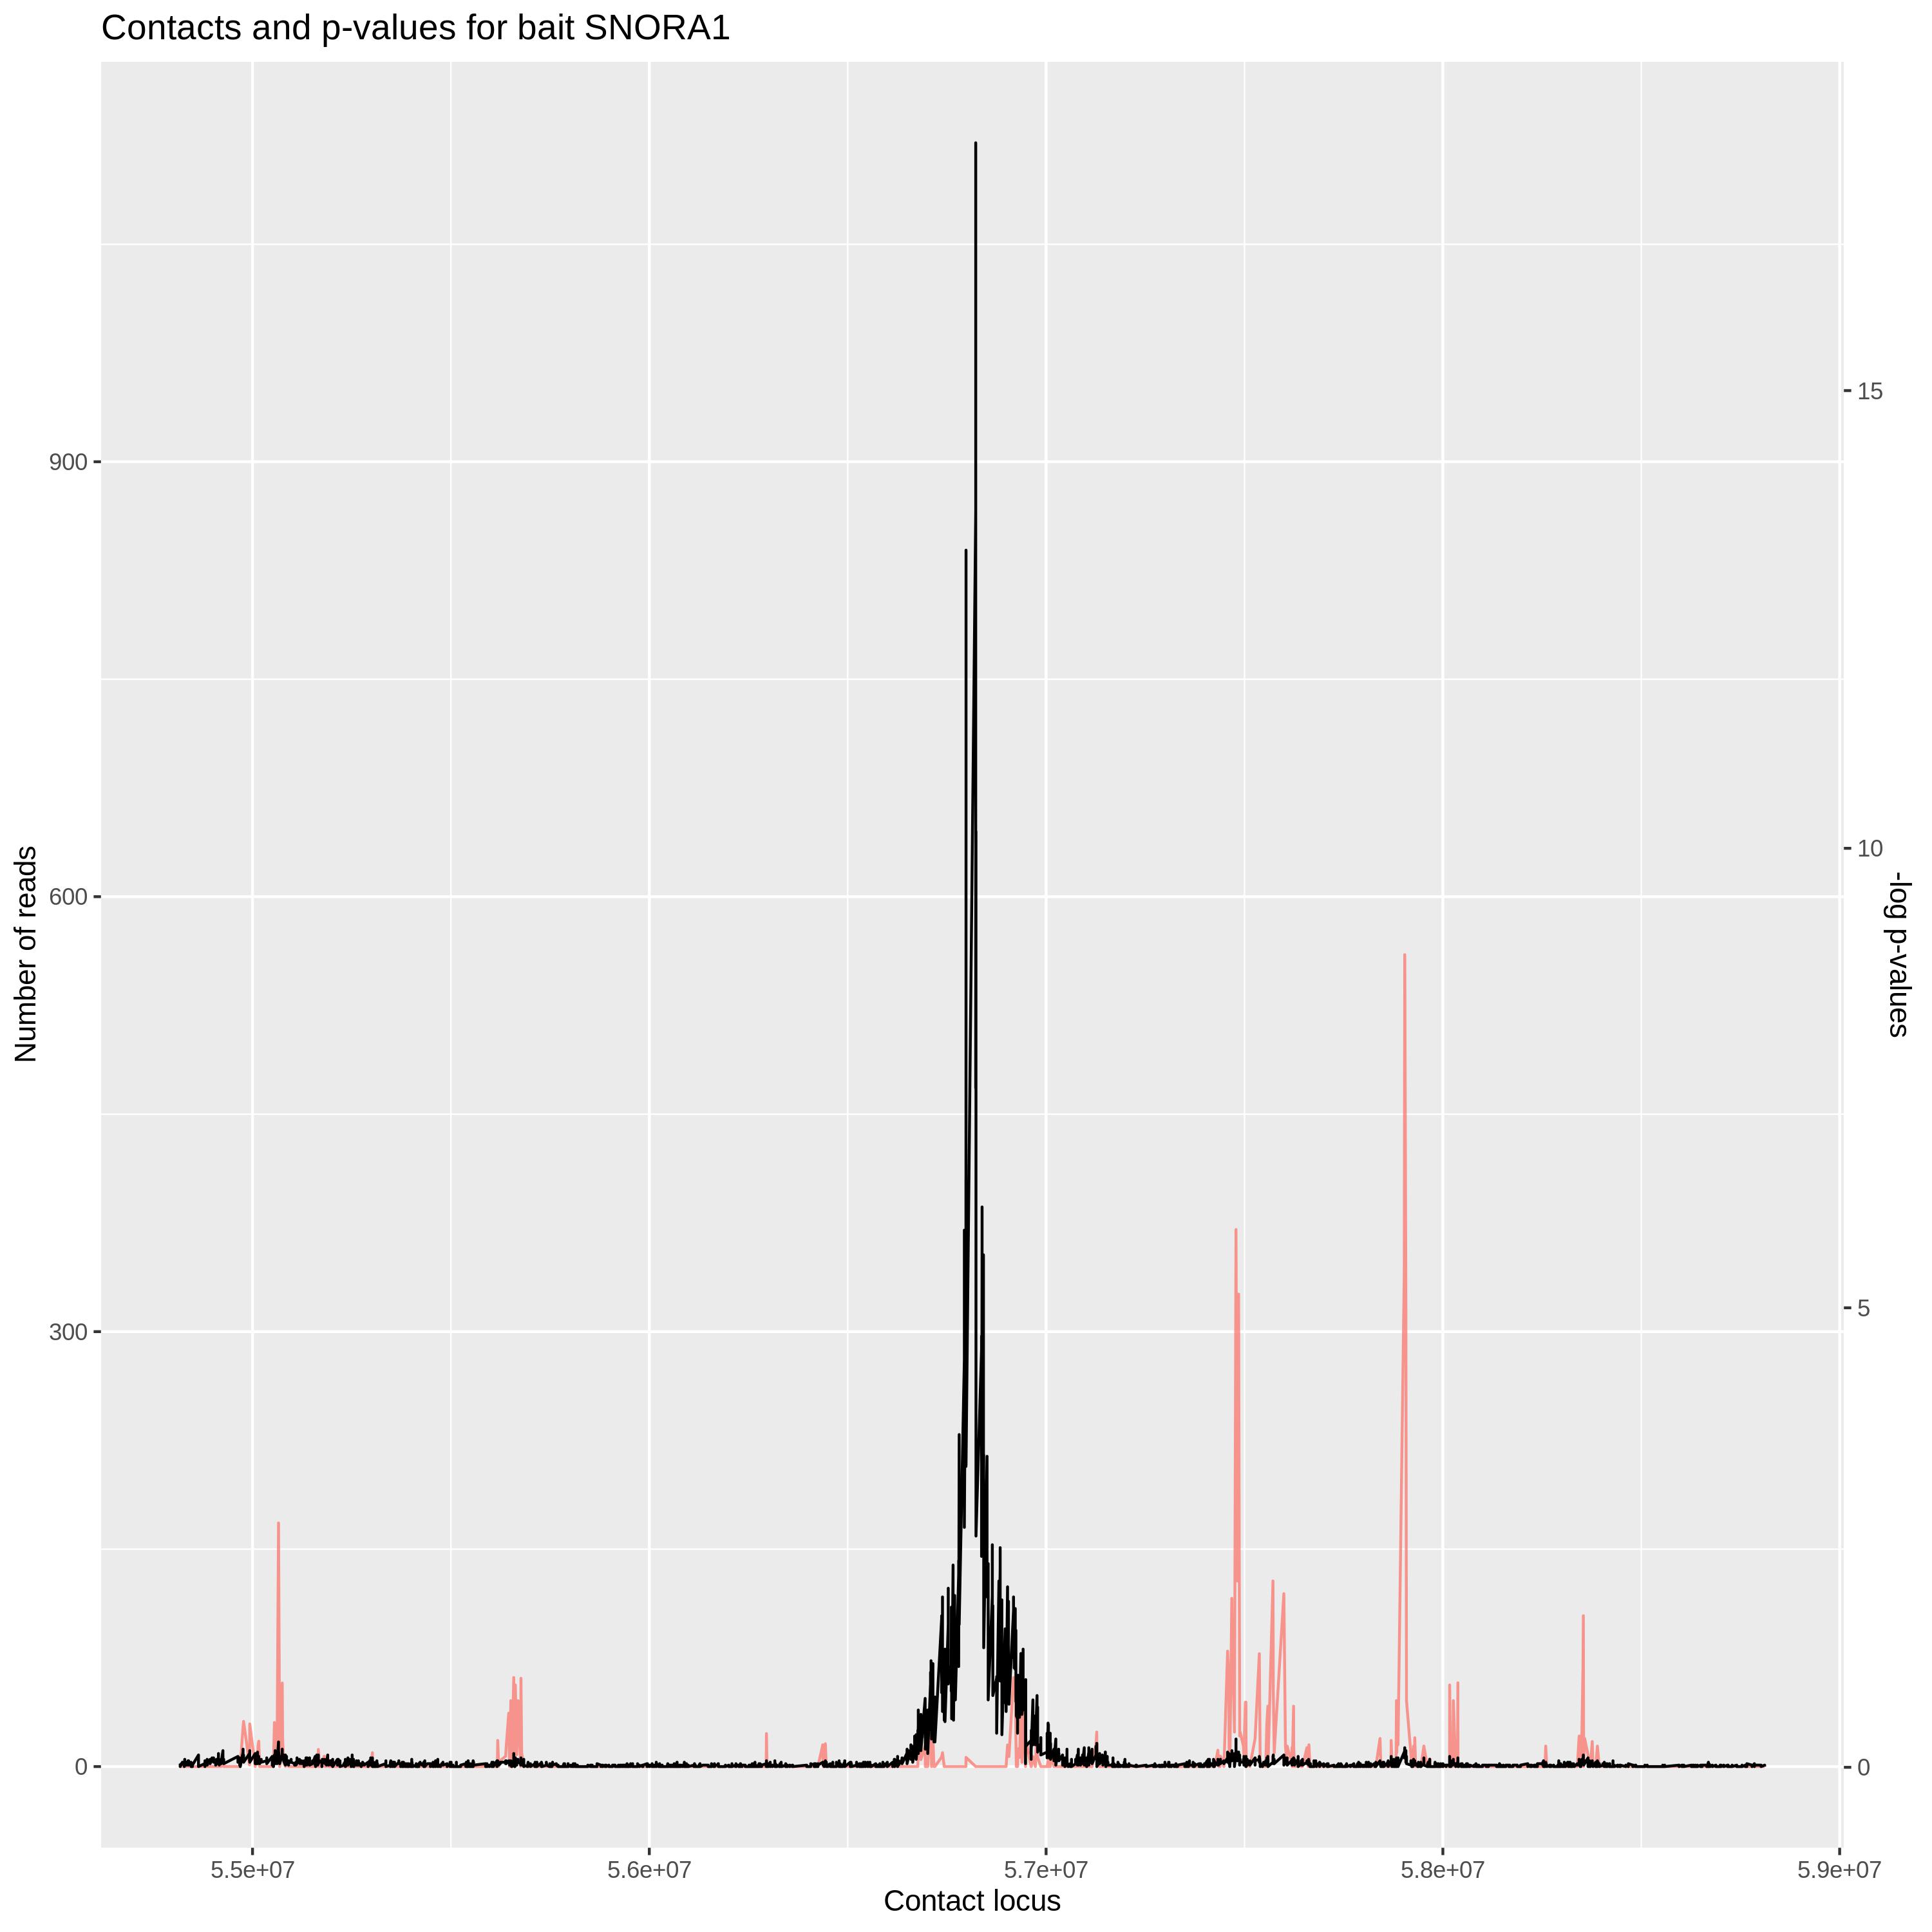 Contacts and p-values for bait SNORA1
Number of reads
900
600
300
0
15
10
5
0
-log p-values
5.5e+07
5.6e+07
5.7e+07
5.8e+07
5.9e+07
Contact locus